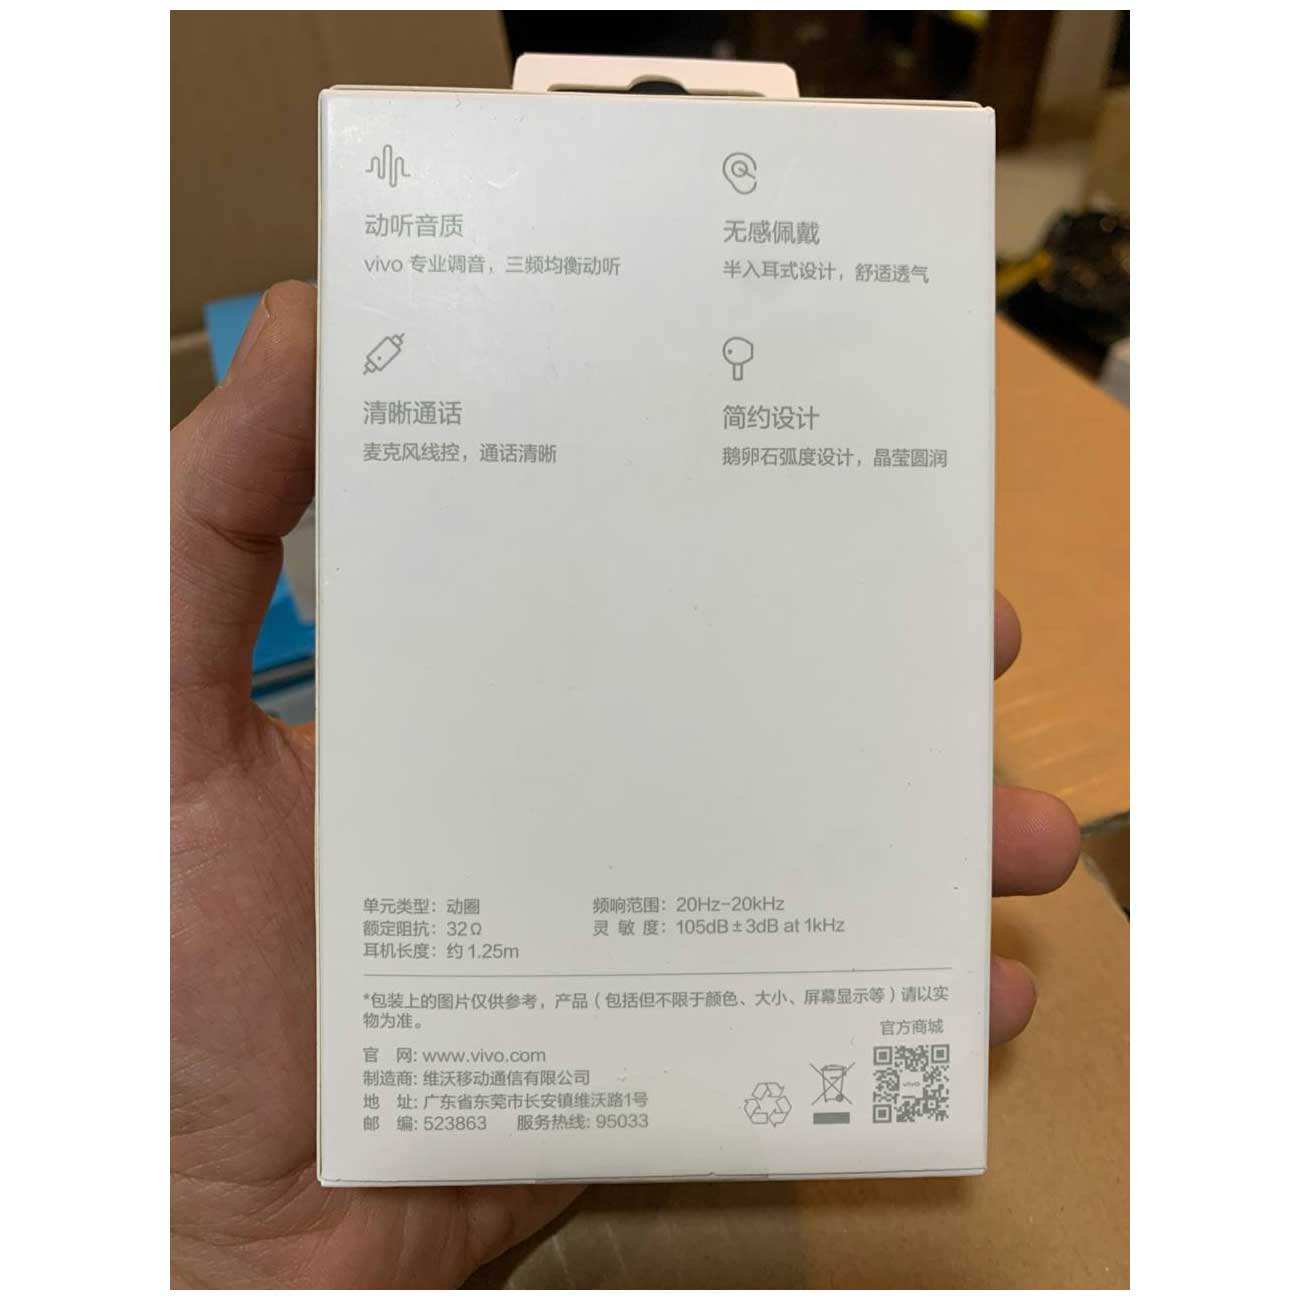 动听音质
vivo 专业调音，三频均衡动听
无感佩戴
半入耳式设计，舒适透气
清晰通话
麦克风线控，通话清晰
简约设计
鹅卵石弧度设计，晶莹圆润
单元类型：动圈
额定阻抗：32Ω
耳机长度：约 1.25m
频响范围：20Hz-20kHz
灵 敏 度：105dB±3dB at 1kHz
*包装上的图片仅供参考，产品（包括但不限于颜色、大小、屏幕显示等）请以实
物为准。
官 网: www.vivo.com
制造商: 维沃移动通信有限公司
地 址: 广东省东莞市长安镇维沃路1号
邮 编: 523863 服务热线: 95033
官方商城
vivo